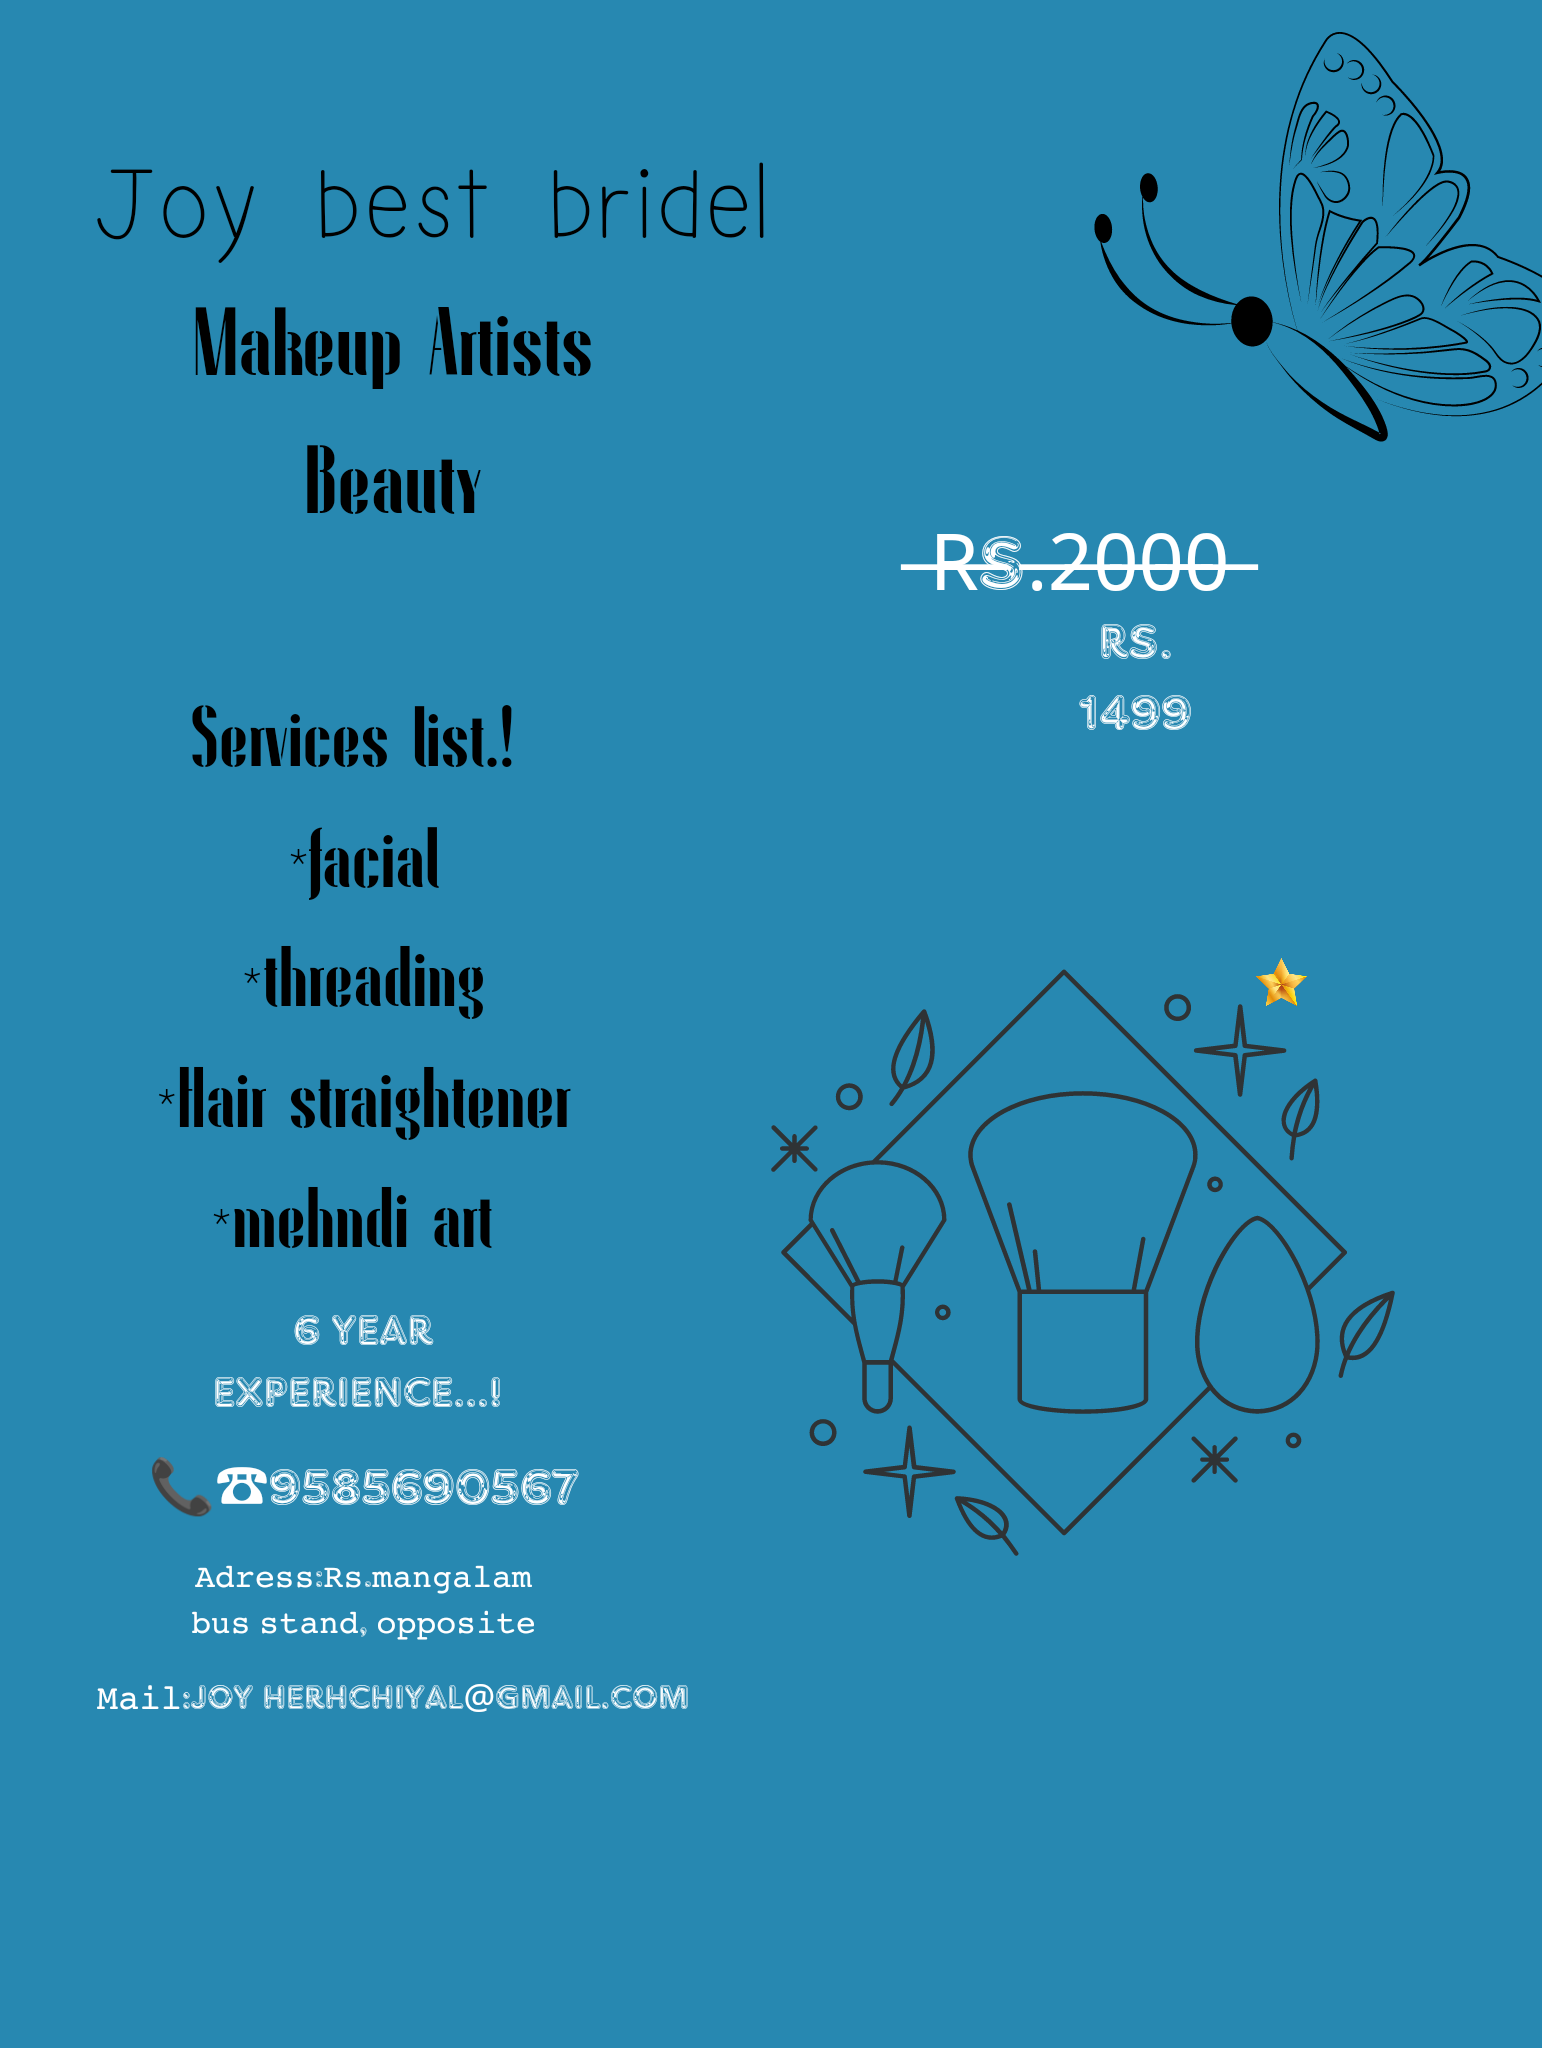 Joy best bridel
Makeup Artists
Beauty
RS.2000
RS.
1499
Services list.!
*facial
*threading
*Hair straightener
*mehndi art
6 YEAR
EXPERIENCE...!
📞☎9585690567
Adress:Rs.mangalam
bus stand, opposite
Mail:JOY HERHCHIYAL@GMAIL.COM